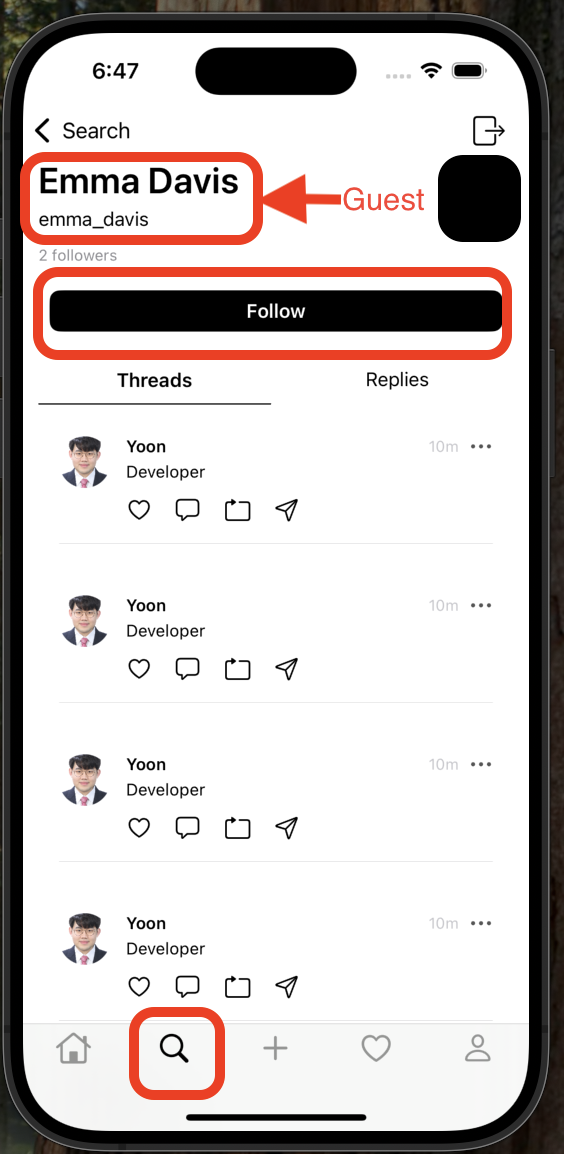 6:47
Search
Emma Davis
emma_davis
Guest
2 followers
Follow
Threads
Replies
Yoon
10m
Developer
Yoon
10m
Developer
Yoon
10m
Developer
Yoon
10m
Developer